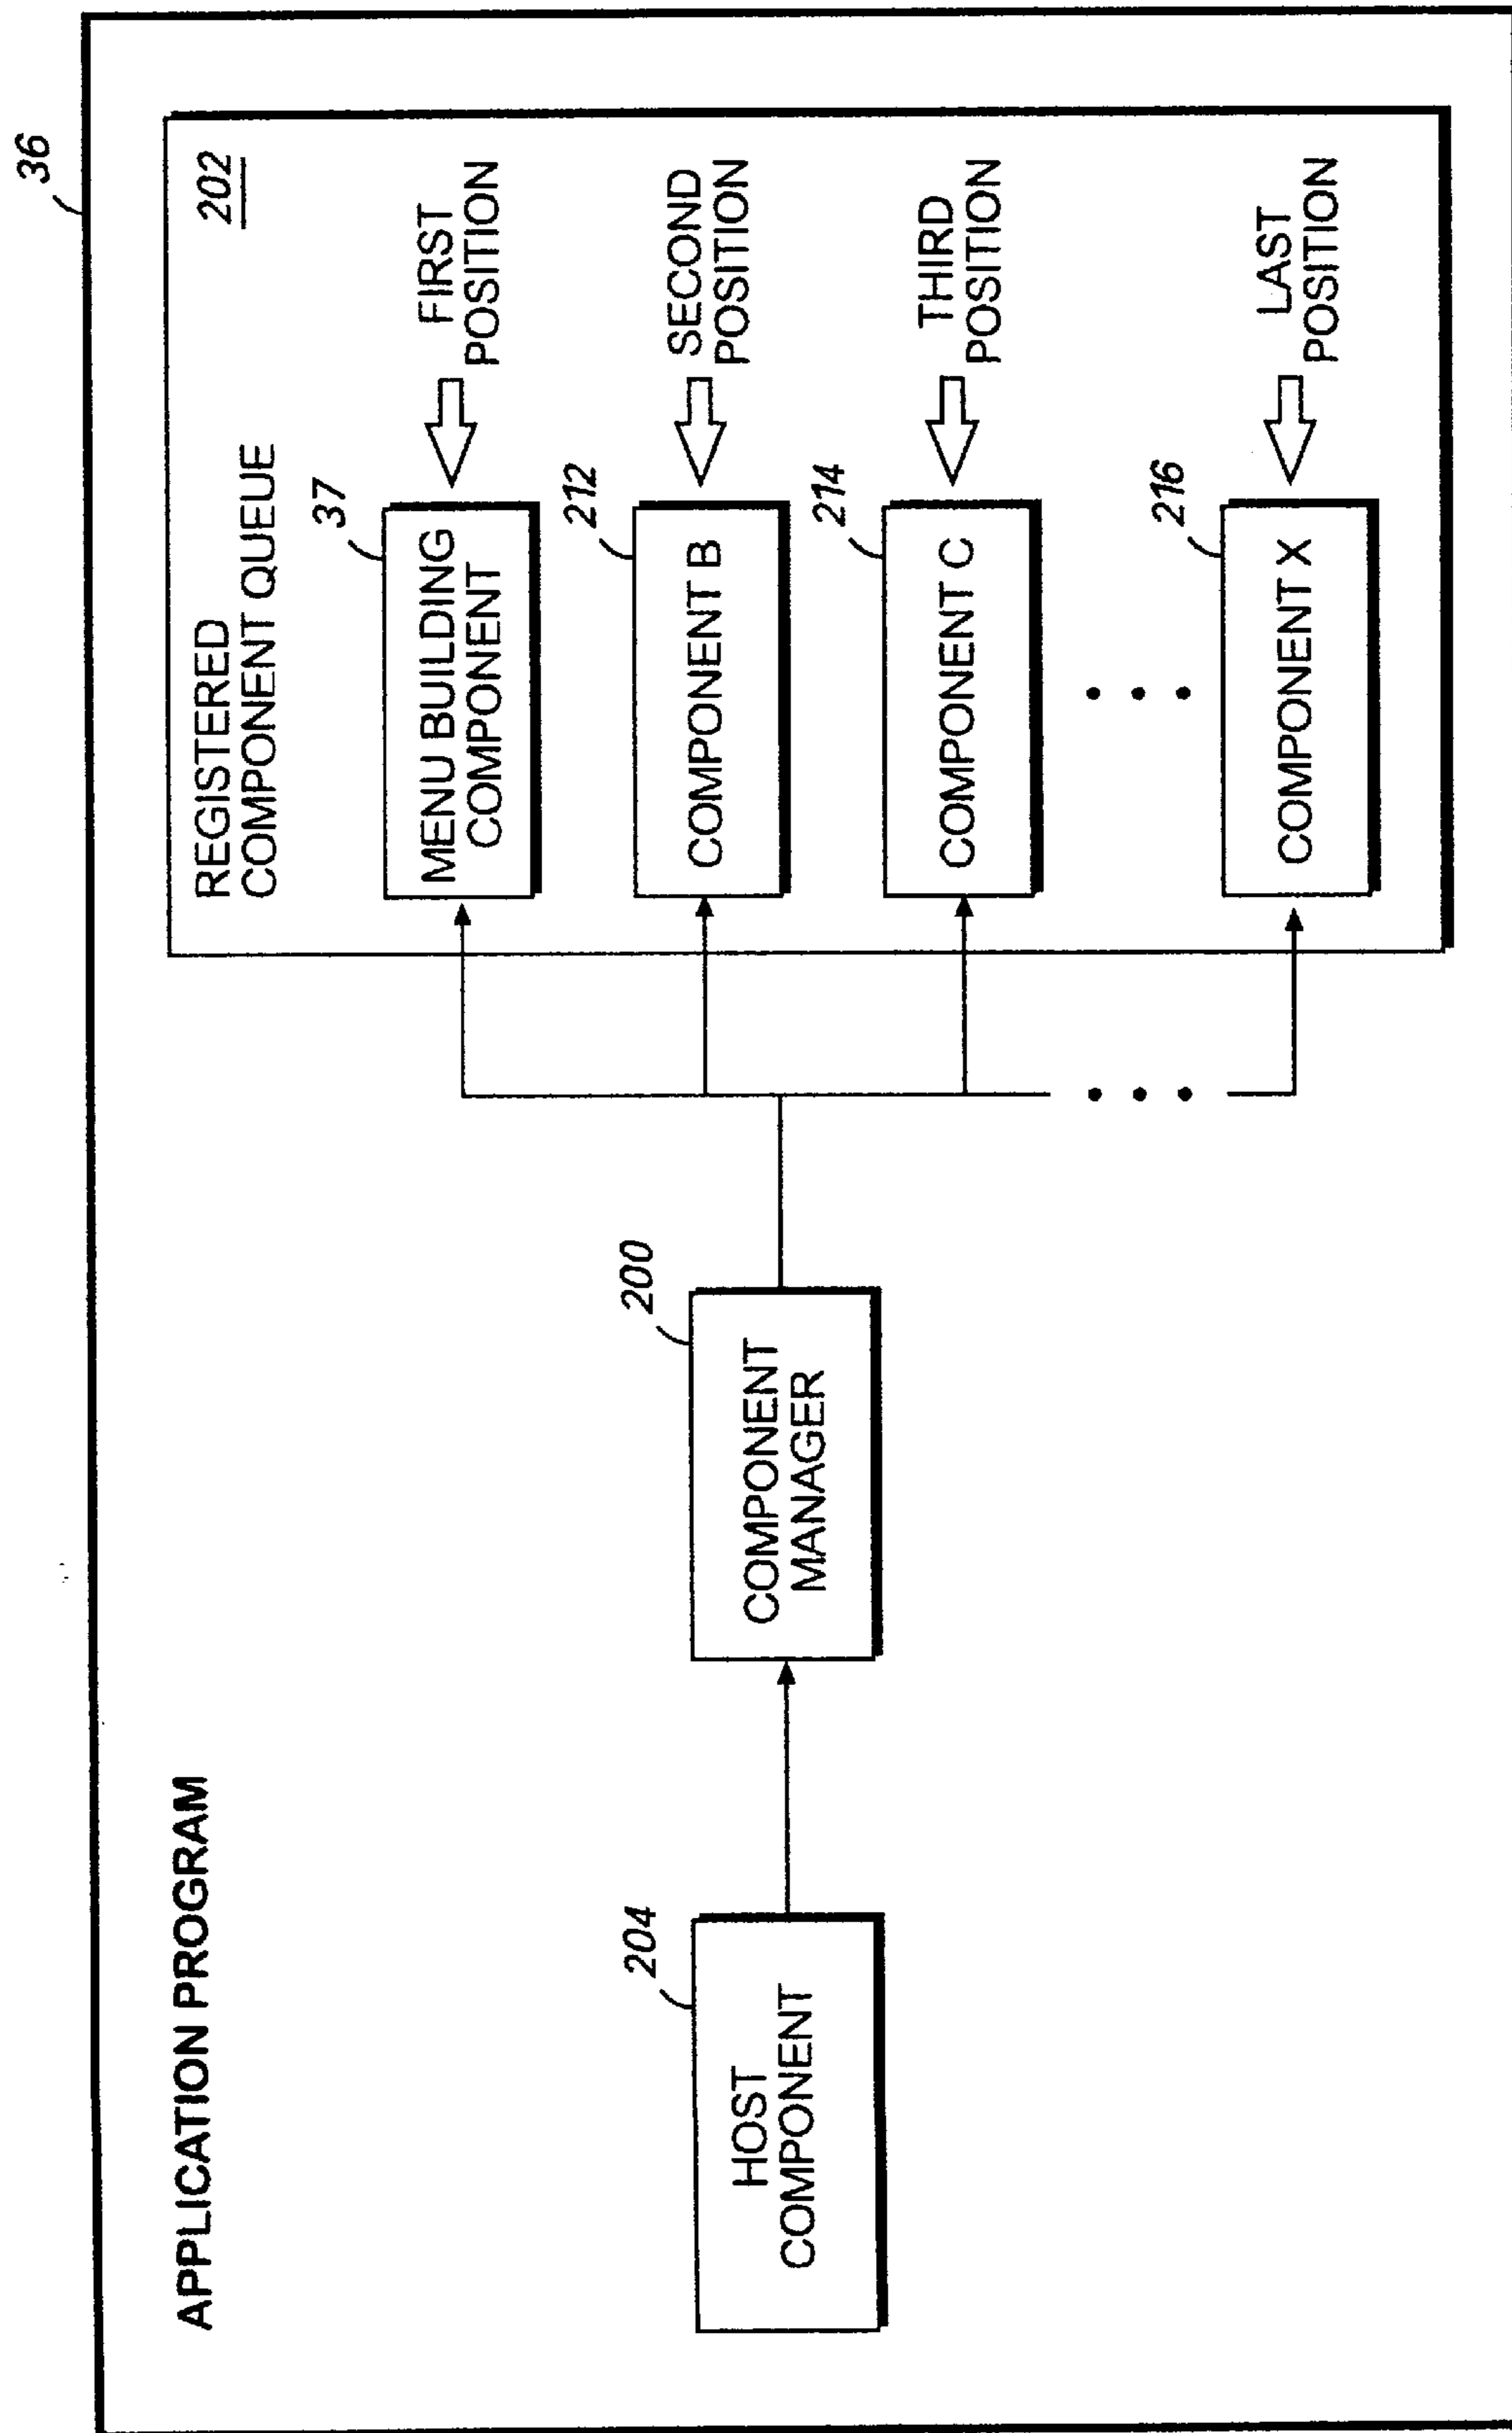 36
APPLICATION PROGRAM
REGISTERED
COMPONENT QUEUE
202
37
MENU BUILDING
COMPONENT
FIRST
POSITION
204
HOST
COMPONENT
200
COMPONENT
MANAGER
212
COMPONENT B
SECOND
POSITION
214
COMPONENT C
THIRD
POSITION
216
COMPONENT X
LAST
POSITION